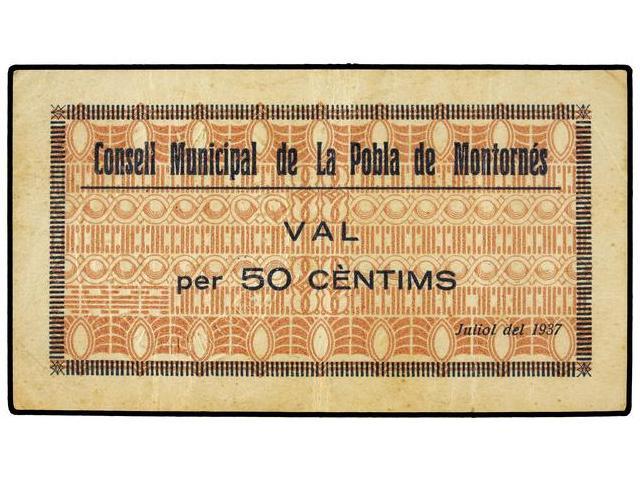 Consell Municipal de La Pobla de Montornés
VAL
per 50 CÈNTIMS
Juliol del 1937